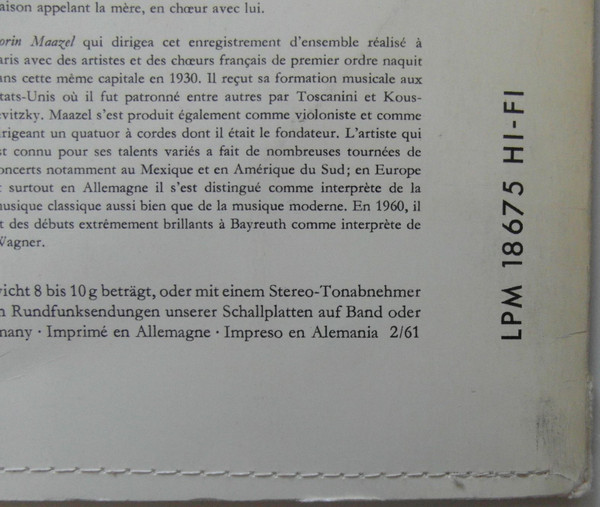 aison appelant la mère, en chœur avec lui.
orin Maazel qui dirigea cet enregistrement d'ensemble réalisé à
aris avec des artistes et des chœurs français de premier ordre naquit
ans cette même capitale en 1930. Il reçut sa formation musicale aux
tats-Unis où il fut patronné entre autres par Toscanini et Kous-
evitzky. Maazel s'est produit également comme violoniste et comme
irigeant un quatuor à cordes dont il était le fondateur. L'artiste qui
st connu pour ses talents variés a fait de nombreuses tournées de
oncerts notamment au Mexique et en Amérique du Sud; en Europe
t surtout en Allemagne il s'est distingué comme interprète de la
usique classique aussi bien que de la musique moderne. En 1960, il
t des débuts extrêmement brillants à Bayreuth comme interprète de
Wagner.
wicht 8 bis 10 g beträgt, oder mit einem Stereo-Tonabnehmer
n Rundfunksendungen unserer Schallplatten auf Band oder
many · Imprimé en Allemagne · Impreso en Alemania 2/61
LPM 18675 HI-FI